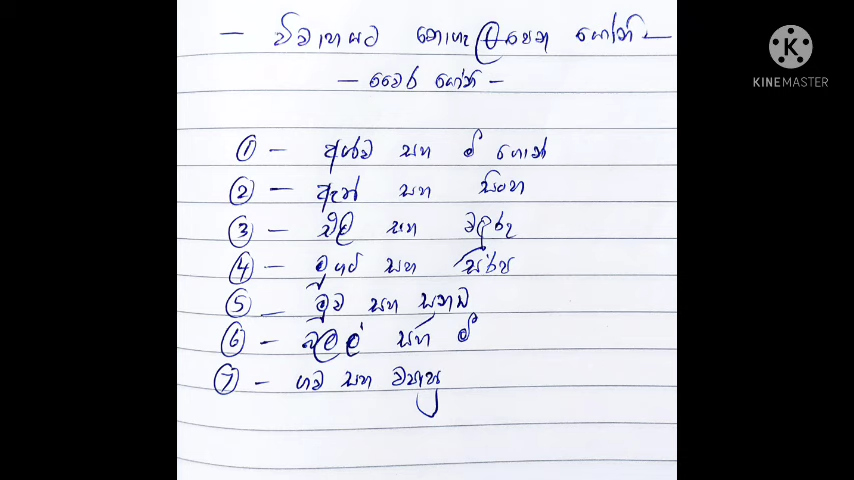 – විවාහයට නොගැලපෙන යෝනි –
– වෛර යෝනි –
① – අශ්ව සහ මී ගොන්
② – ඇත් සහ සිංහ
③ – එළු සහ වඳුරු
④ – මුගටි සහ සර්ප
⑤ – මුව සහ සුනඛ
⑥ – බළල් සහ මී
⑦ – ගව සහ ව්‍යාඝ්‍ර
K
KINEMASTER